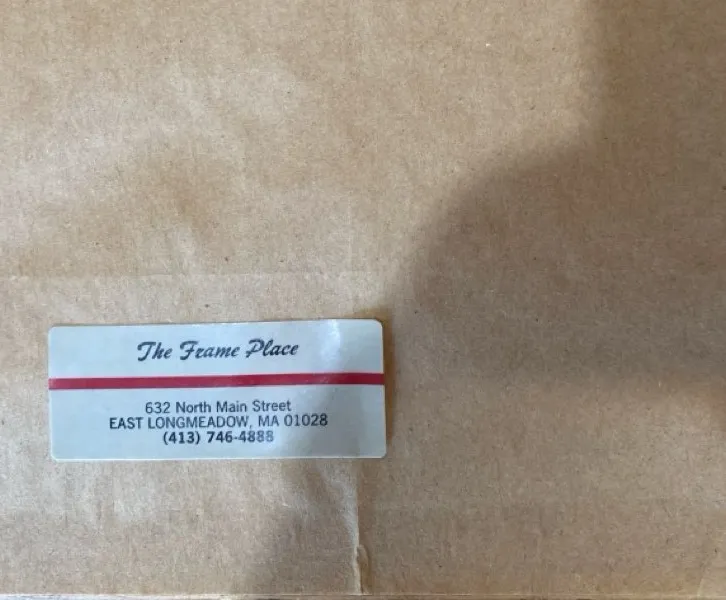 The Frame Place
632 North Main Street
EAST LONGMEADOW, MA 01028
(413) 746-4888